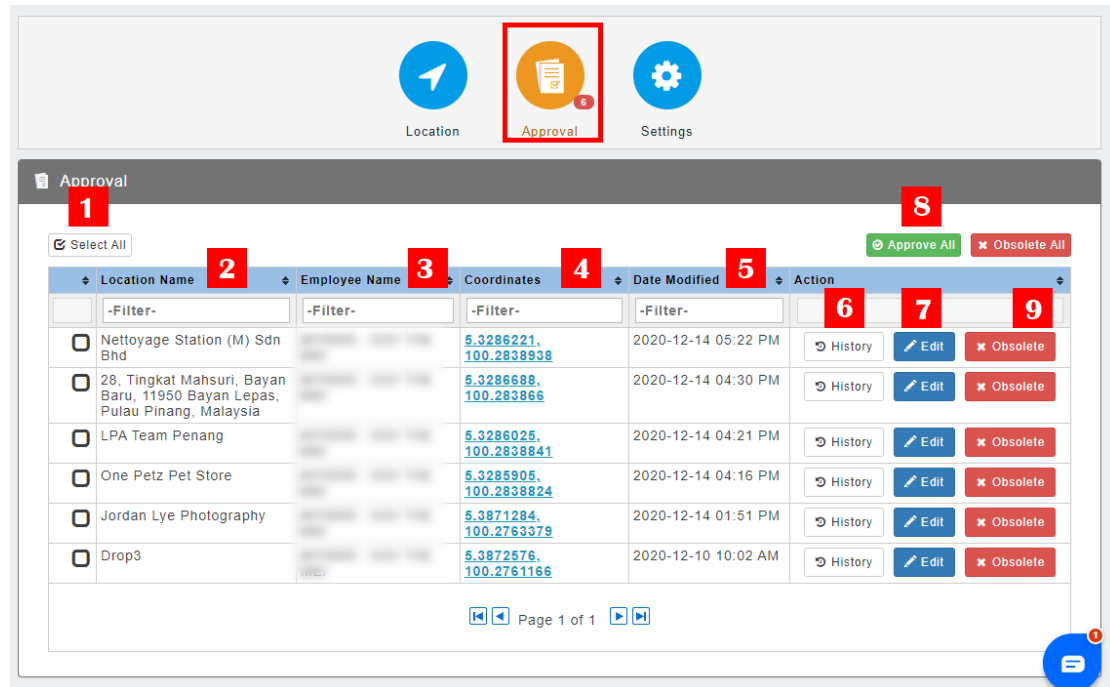 6
Location
Approval
Settings
Approval
1
8
Select All
Approve All
Obsolete All
2
3
4
5
Location Name
Employee Name
Coordinates
Date Modified
Action
-Filter-
-Filter-
-Filter-
-Filter-
6
7
9
Nettoyage Station (M) Sdn
Bhd
5.3286221,
100.2838938
2020-12-14 05:22 PM
History
Edit
Obsolete
28, Tingkat Mahsuri, Bayan
Baru, 11950 Bayan Lepas,
Pulau Pinang, Malaysia
5.3286688,
100.283866
2020-12-14 04:30 PM
History
Edit
Obsolete
LPA Team Penang
5.3286025,
100.2838841
2020-12-14 04:21 PM
History
Edit
Obsolete
One Petz Pet Store
5.3285905,
100.2838824
2020-12-14 04:16 PM
History
Edit
Obsolete
Jordan Lye Photography
5.3871284,
100.2763379
2020-12-14 01:51 PM
History
Edit
Obsolete
Drop3
5.3872576,
100.2761166
2020-12-10 10:02 AM
History
Edit
Obsolete
Page 1 of 1
1